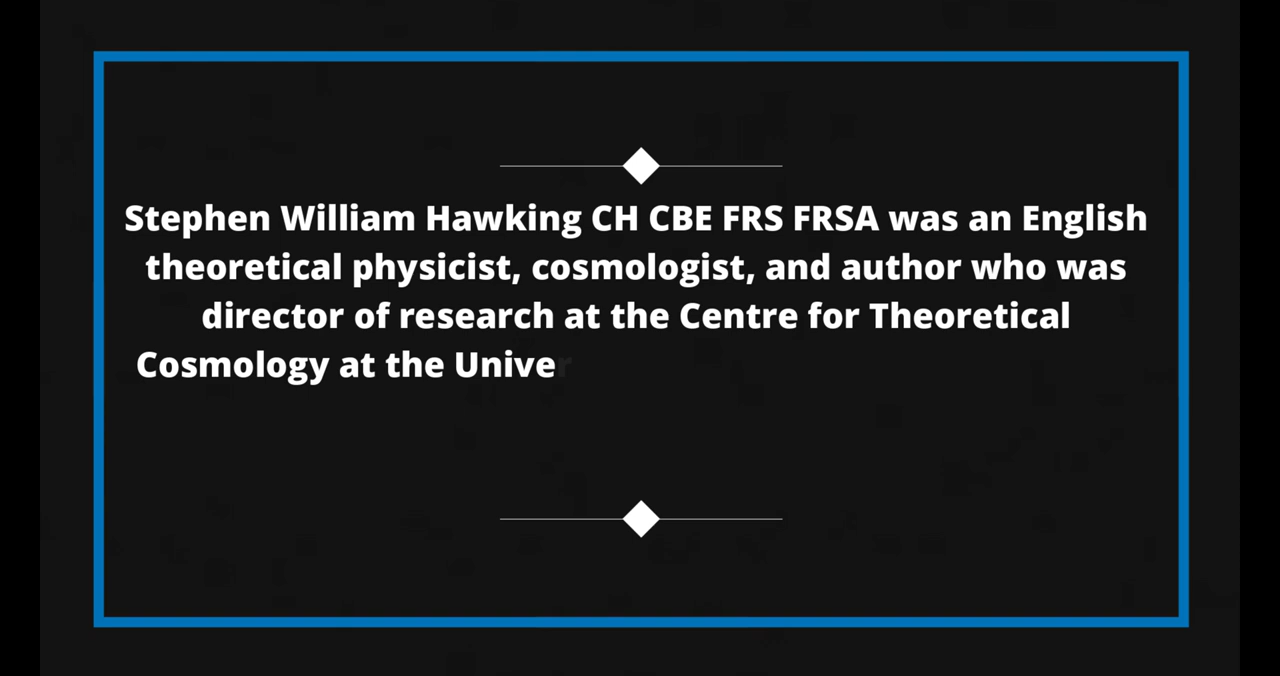 Stephen William Hawking CH CBE FRS FRSA was an English
theoretical physicist, cosmologist, and author who was
director of research at the Centre for Theoretical
Cosmology at the Univer